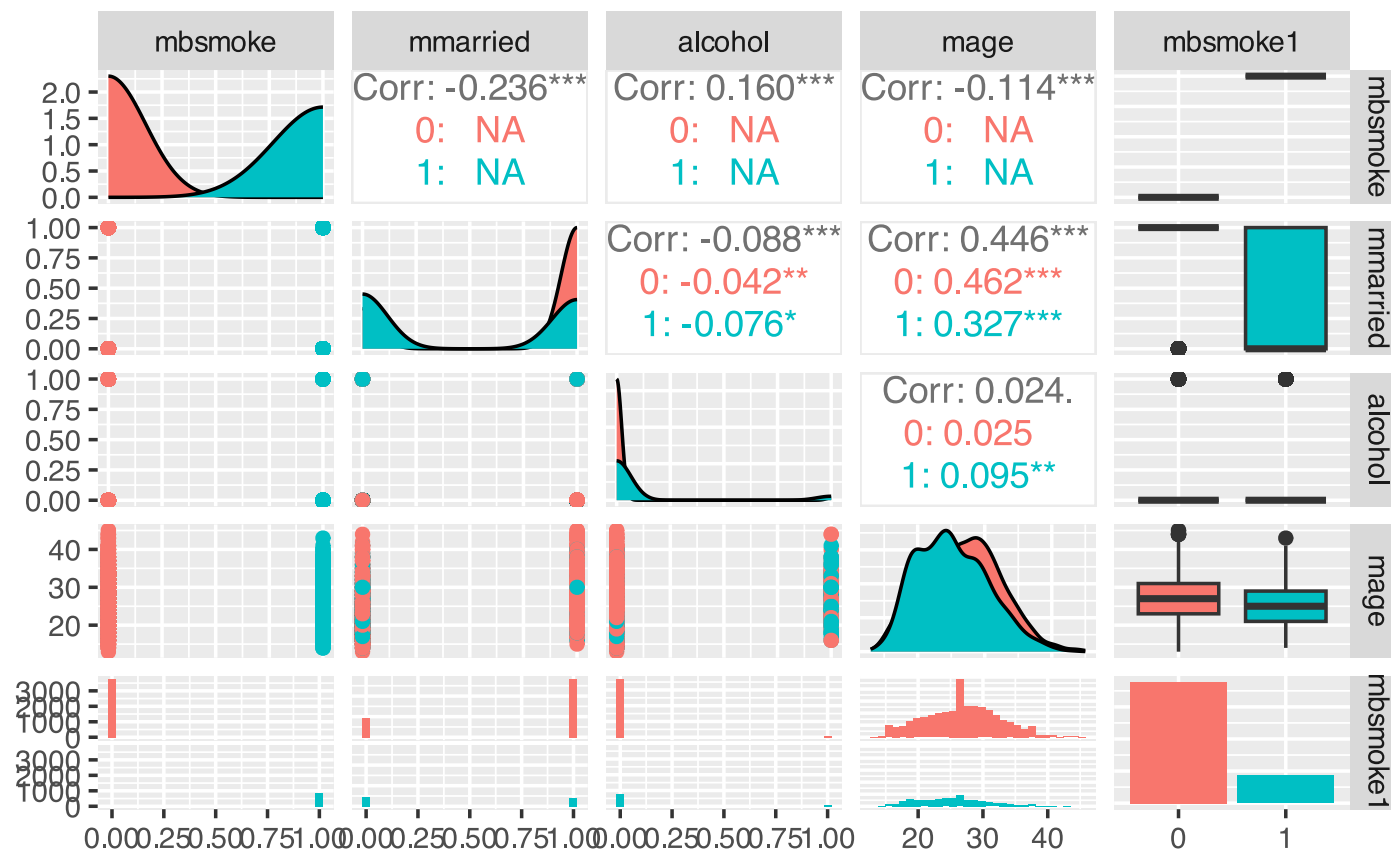 mbsmoke mmarried alcohol mage mbsmoke1
2.0 Corr: -0.236*** Corr: 0.160*** Corr: -0.114*** mbsmoke
1.5 0: NA 0: NA 0: NA
1.0 1: NA 1: NA 1: NA
0.5
0.0
1.00 Corr: -0.088*** Corr: 0.446*** mmarried
0.75 0: -0.042** 0: 0.462***
0.50 1: -0.076* 1: 0.327***
0.25
0.00
1.00 Corr: 0.024. alcohol
0.75 0: 0.025
0.50 1: 0.095**
0.25
0.00
40 mage
30
20
3000 mbsmoke1
2000
1000
0
3000
2000
1000
0
0.00 0.25 0.50 0.75 1.00 0.00 0.25 0.50 0.75 1.00 0.00 0.25 0.50 0.75 1.00 20 30 40 0 1